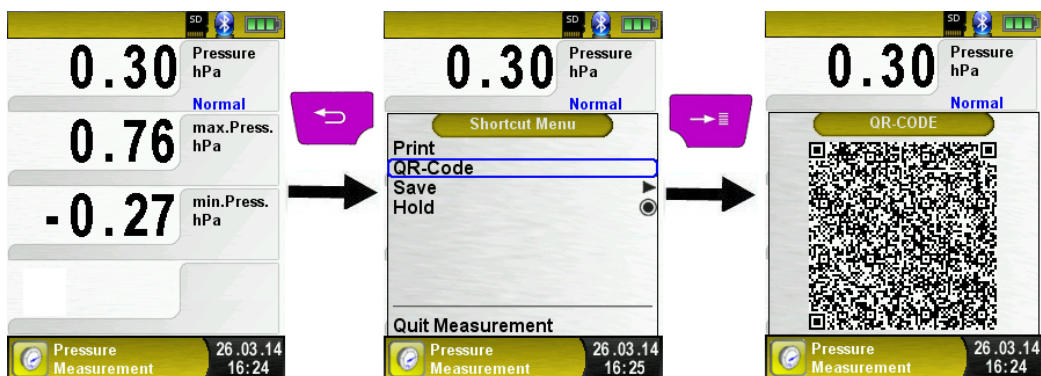 SD
0.30
Pressure
hPa
Normal
0.76
max.Press.
hPa
-0.27
min.Press.
hPa
Pressure
Measurement
26.03.14
16:24
SD
0.30
Pressure
hPa
Normal
Shortcut Menu
Print
QR-Code
Save
Hold
Quit Measurement
Pressure
Measurement
26.03.14
16:25
SD
0.30
Pressure
hPa
Normal
QR-CODE
Pressure
Measurement
26.03.14
16:24